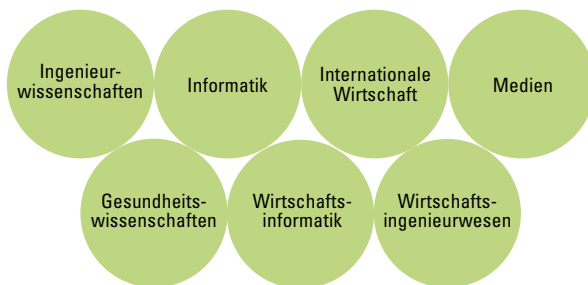 Ingenieur-
wissenschaften
Informatik
Internationale
Wirtschaft
Medien
Gesundheits-
wissenschaften
Wirtschafts-
informatik
Wirtschafts-
ingenieurwesen